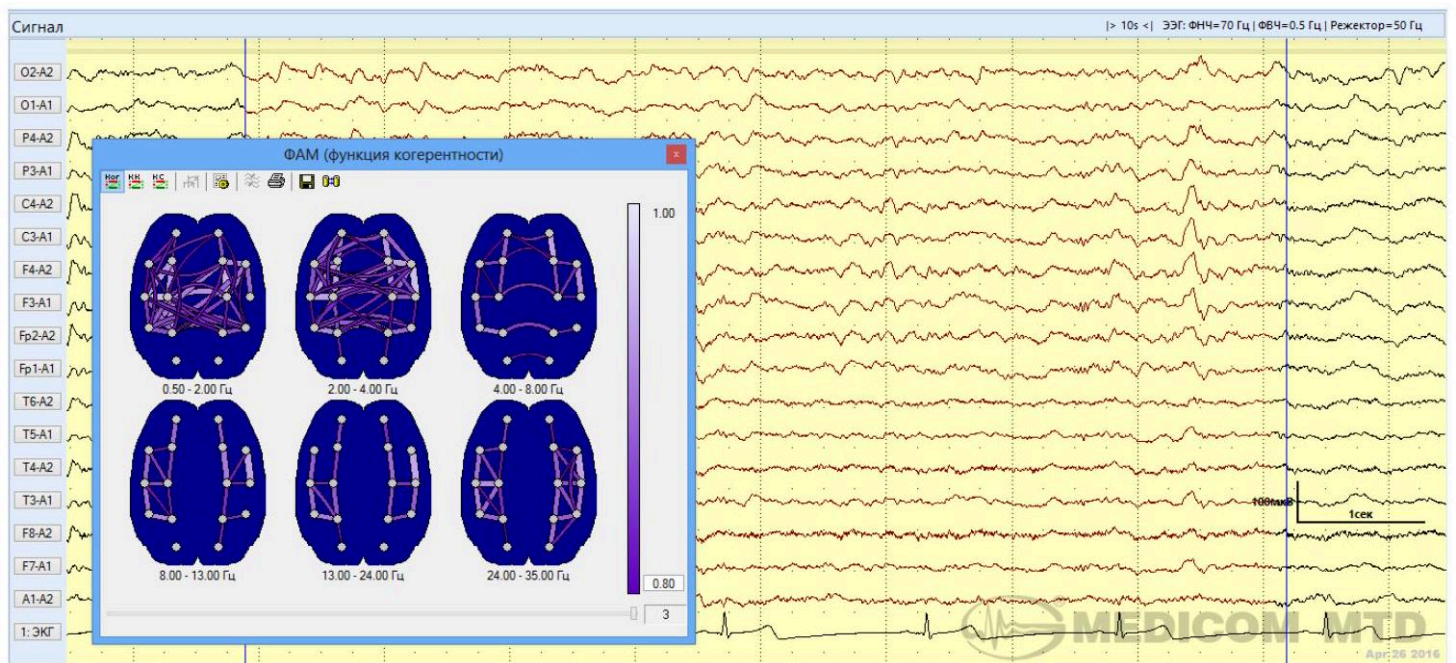 Сигнал
|> 10s <| ЭЭГ: ФНЧ=70 Гц | ФВЧ=0.5 Гц | Режектор=50 Гц
O2-A2
O1-A1
P4-A2
P3-A1
C4-A2
C3-A1
F4-A2
F3-A1
Fp2-A2
Fp1-A1
T6-A2
T5-A1
T4-A2
T3-A1
F8-A2
F7-A1
A1-A2
1: ЭКГ
ФАМ (функция когерентности)
x
Ког КК КС
1.00
0.50 - 2.00 Гц 2.00 - 4.00 Гц 4.00 - 8.00 Гц
8.00 - 13.00 Гц 13.00 - 24.00 Гц 24.00 - 35.00 Гц
0.80
3
100мкВ
1сек
MEDICOM MTD
Apr.26 2016